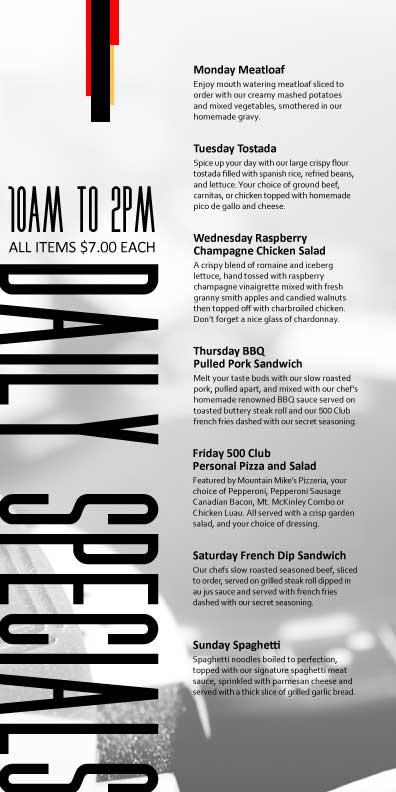 10AM TO 2PM
ALL ITEMS $7.00 EACH
DAILY SPECIALS
Monday Meatloaf
Enjoy mouth watering meatloaf sliced to
order with our creamy mashed potatoes
and mixed vegetables, smothered in our
homemade gravy.
Tuesday Tostada
Spice up your day with our large crispy flour
tostada filled with spanish rice, refried beans,
and lettuce. Your choice of ground beef,
carnitas, or chicken topped with homemade
pico de gallo and cheese.
Wednesday Raspberry
Champagne Chicken Salad
A crispy blend of romaine and iceberg
lettuce, hand tossed with raspberry
champagne vinaigrette mixed with fresh
granny smith apples and candied walnuts
then topped off with charbroiled chicken.
Don't forget a nice glass of chardonnay.
Thursday BBQ
Pulled Pork Sandwich
Melt your taste buds with our slow roasted
pork, pulled apart, and mixed with our chef's
homemade renowned BBQ sauce served on
toasted buttery steak roll and our 500 Club
french fries dashed with our secret seasoning.
Friday 500 Club
Personal Pizza and Salad
Featured by Mountain Mike's Pizzeria, your
choice of Pepperoni, Pepperoni Sausage
Canadian Bacon, Mt. McKinley Combo or
Chicken Luau. All served with a crisp garden
salad, and your choice of dressing.
Saturday French Dip Sandwich
Our chefs slow roasted seasoned beef, sliced
to order, served on grilled steak roll dipped in
au jus sauce and served with french fries
dashed with our secret seasoning.
Sunday Spaghetti
Spaghetti noodles boiled to perfection,
topped with our signature spaghetti meat
sauce, sprinkled with parmesan cheese and
served with a thick slice of grilled garlic bread.